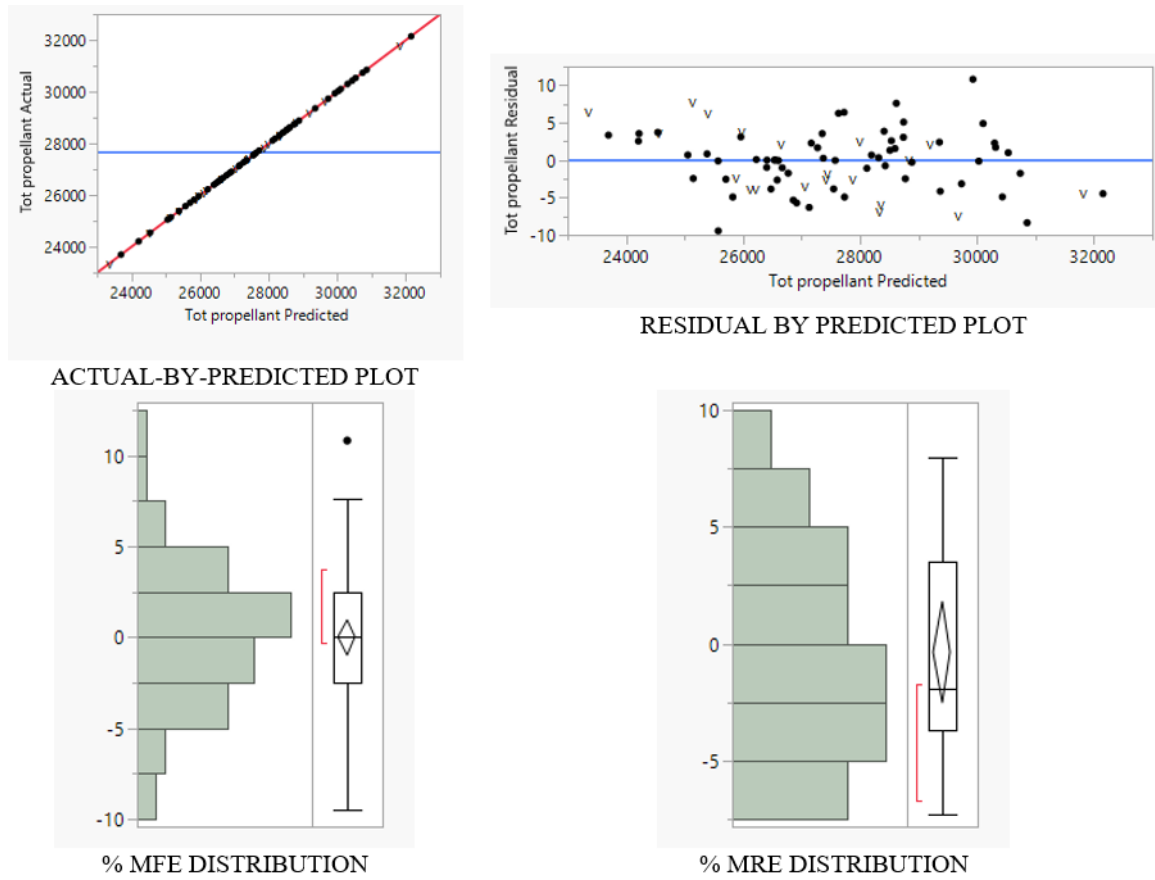 Tot propellant Actual
32000
30000
28000
26000
24000
24000 26000 28000 30000 32000
Tot propellant Predicted
ACTUAL-BY-PREDICTED PLOT
Tot propellant Residual
10
5
0
-5
-10
24000 26000 28000 30000 32000
Tot propellant Predicted
RESIDUAL BY PREDICTED PLOT
10
5
0
-5
-10
% MFE DISTRIBUTION
10
5
0
-5
% MRE DISTRIBUTION